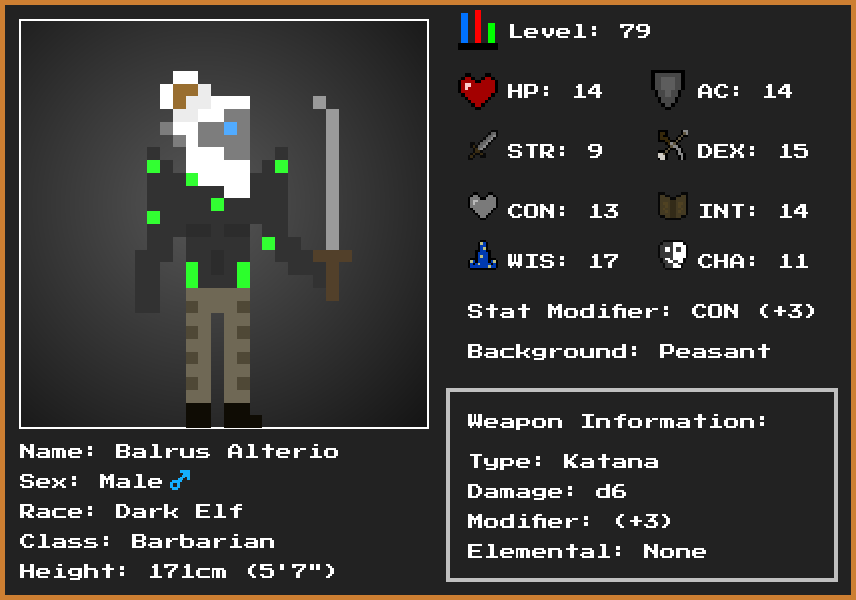 Level: 79
HP: 14
AC: 14
STR: 9
DEX: 15
CON: 13
INT: 14
WIS: 17
CHA: 11
Stat Modifier: CON (+3)
Background: Peasant
Weapon Information:
Type: Katana
Damage: d6
Modifier: (+3)
Elemental: None
Name: Balrus Alterio
Sex: Male♂
Race: Dark Elf
Class: Barbarian
Height: 171cm (5'7")